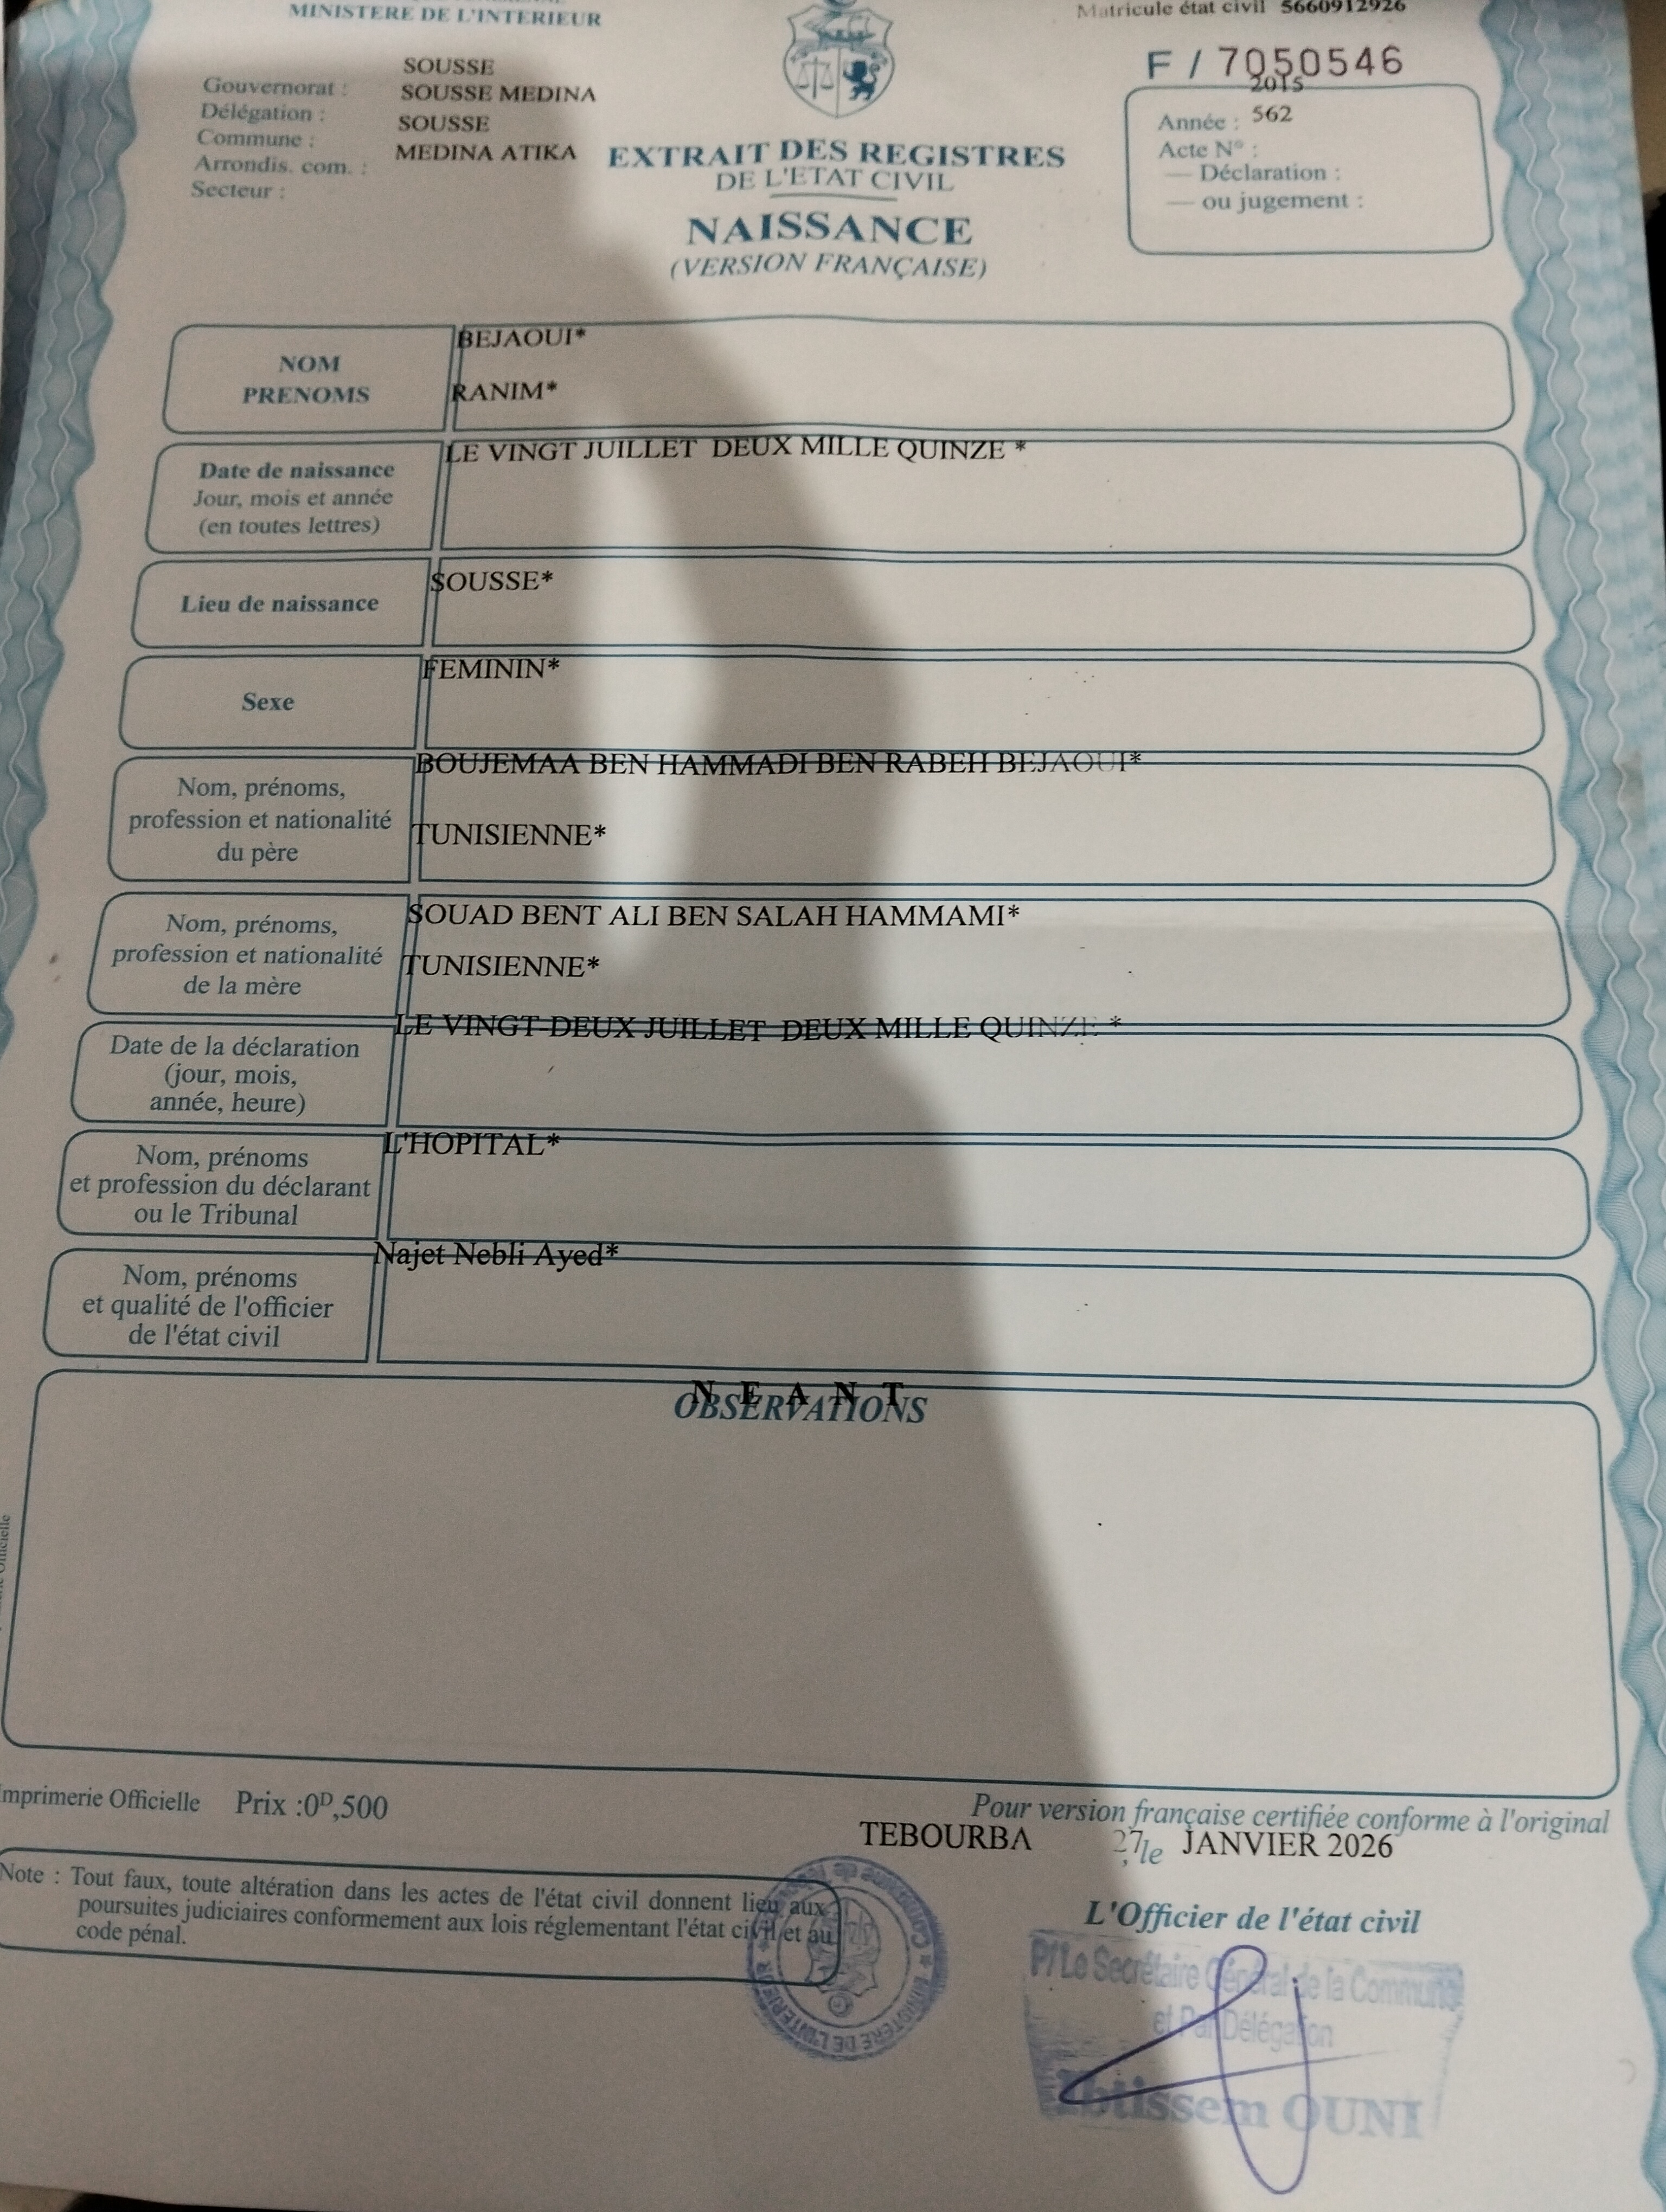 MINISTERE DE L'INTERIEUR
Matricule état civil 5660912926
F / 7050546
Gouvernorat : SOUSSE
Délégation : SOUSSE MEDINA
Commune : SOUSSE
Arrondis. com. : MEDINA ATIKA
Secteur :
2015
Année : 562
Acte N° :
— Déclaration :
— ou jugement :
EXTRAIT DES REGISTRES
DE L'ETAT CIVIL
NAISSANCE
(VERSION FRANÇAISE)
NOM BEJAOUI*
PRENOMS RANIM*
LE VINGT JUILLET DEUX MILLE QUINZE *
Date de naissance
Jour, mois et année
(en toutes lettres)
SOUSSE*
Lieu de naissance
FEMININ*
Sexe
BOUJEMAA BEN HAMMADI BEN RABEH BEJAOUI*
Nom, prénoms,
profession et nationalité
du père
TUNISIENNE*
SOUAD BENT ALI BEN SALAH HAMMAMI*
Nom, prénoms,
profession et nationalité
de la mère
TUNISIENNE*
LE VINGT-DEUX JUILLET DEUX MILLE QUINZE *
Date de la déclaration
(jour, mois,
année, heure)
L'HOPITAL*
Nom, prénoms
et profession du déclarant
ou le Tribunal
Najet Nebli Ayed*
Nom, prénoms
et qualité de l'officier
de l'état civil
N E A N T
OBSERVATIONS
Imprimerie Officielle Prix :0ᴰ,500
Pour version française certifiée conforme à l'original
TEBOURBA 27, le JANVIER 2026
Note : Tout faux, toute altération dans les actes de l'état civil donnent lieu aux
poursuites judiciaires conformement aux lois réglementant l'état civil et au
code pénal.
L'Officier de l'état civil
P/Le Secrétaire Général de la Commune
et Par Délégation
Ibtissem OUNI
MINISTERE DE L'INTERIEUR